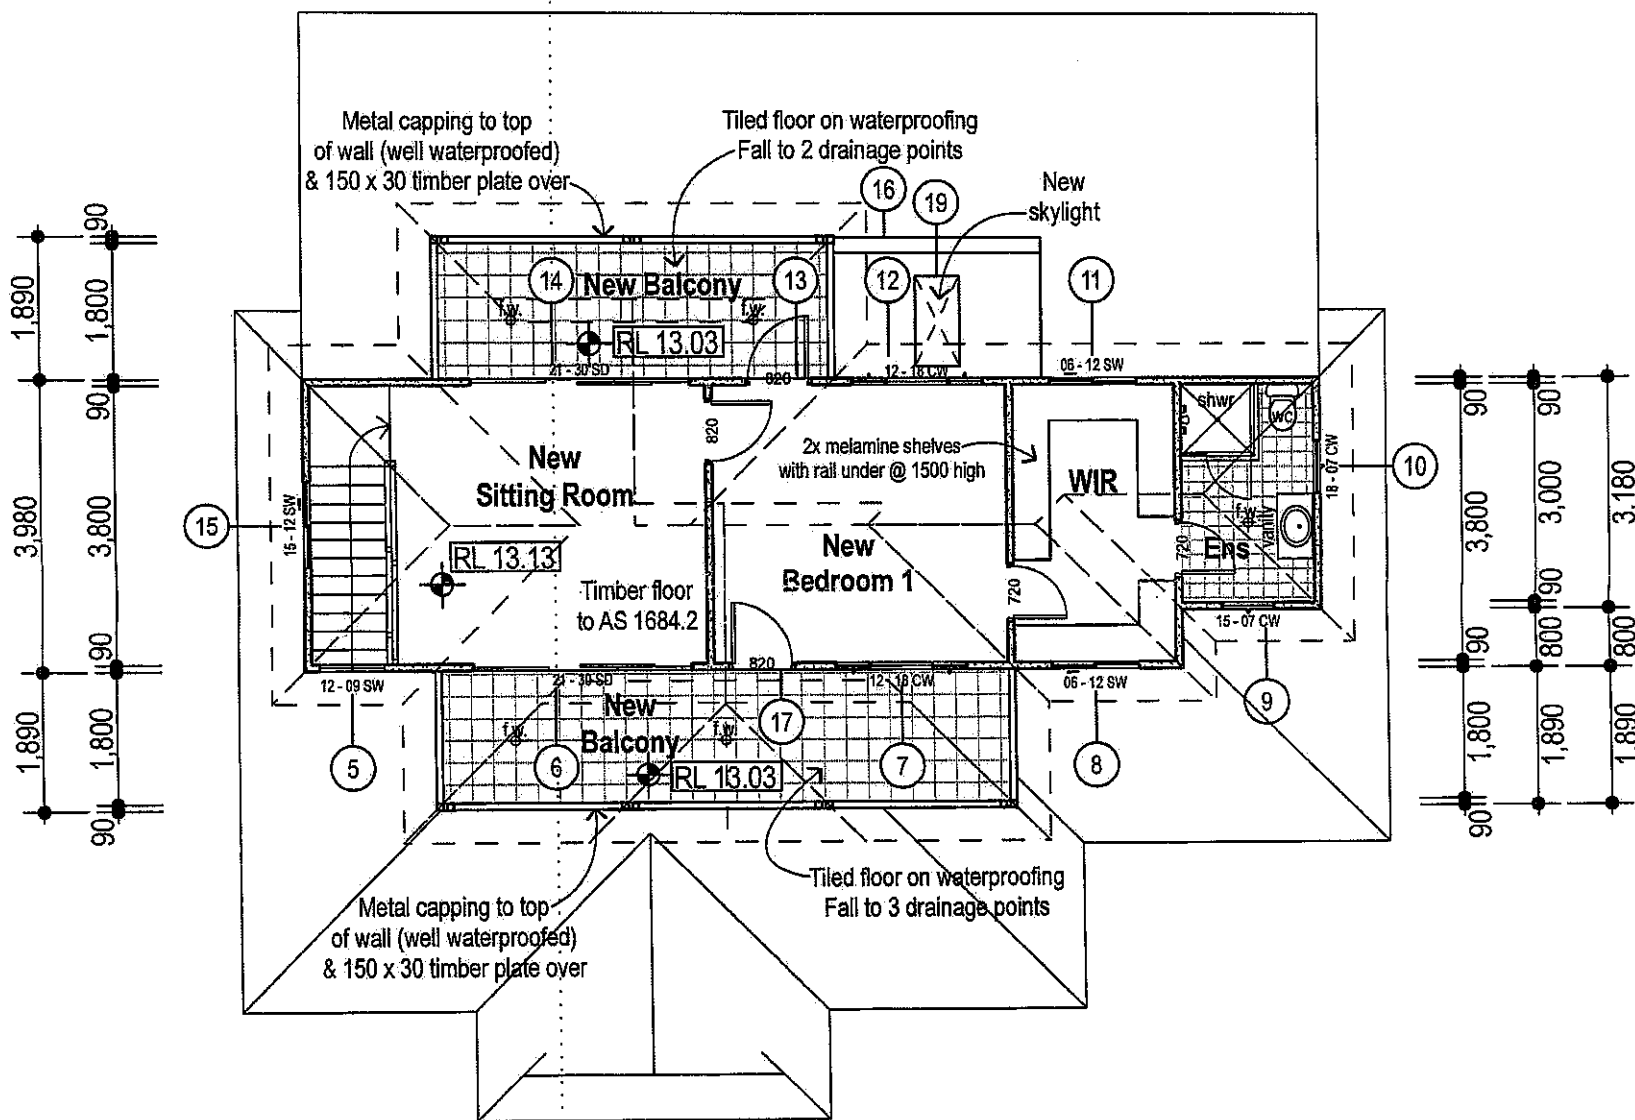 Metal capping to top
of wall (well waterproofed)
& 150 x 30 timber plate over
Tiled floor on waterproofing
Fall to 2 drainage points
16
19
New
skylight
14
New Balcony
13
12
11
f.w.
f.w.
RL 13.03
21 - 30 SD
820
12 - 18 CW
06 - 12 SW
shwr
WC
New
Sitting Room
820
2x melamine shelves
with rail under @ 1500 high
WIR
18 - 07 CW
10
15
15 - 12 SW
f.w.
vanity
RL 13.13
New
Bedroom 1
720
Ens
Timber floor
to AS 1684.2
720
820
15 - 07 CW
12 - 09 SW
21 - 30 SD
12 - 18 CW
06 - 12 SW
9
New
Balcony
f.w.
f.w.
17
5
6
RL 13.03
7
8
Tiled floor on waterproofing
Fall to 3 drainage points
Metal capping to top
of wall (well waterproofed)
& 150 x 30 timber plate over
1,890
3,980
1,890
90
1,800
90
3,800
90
1,800
90
90
3,800
90
1,800
90
90
3,000
90
800
1,890
3.180
800
1,890